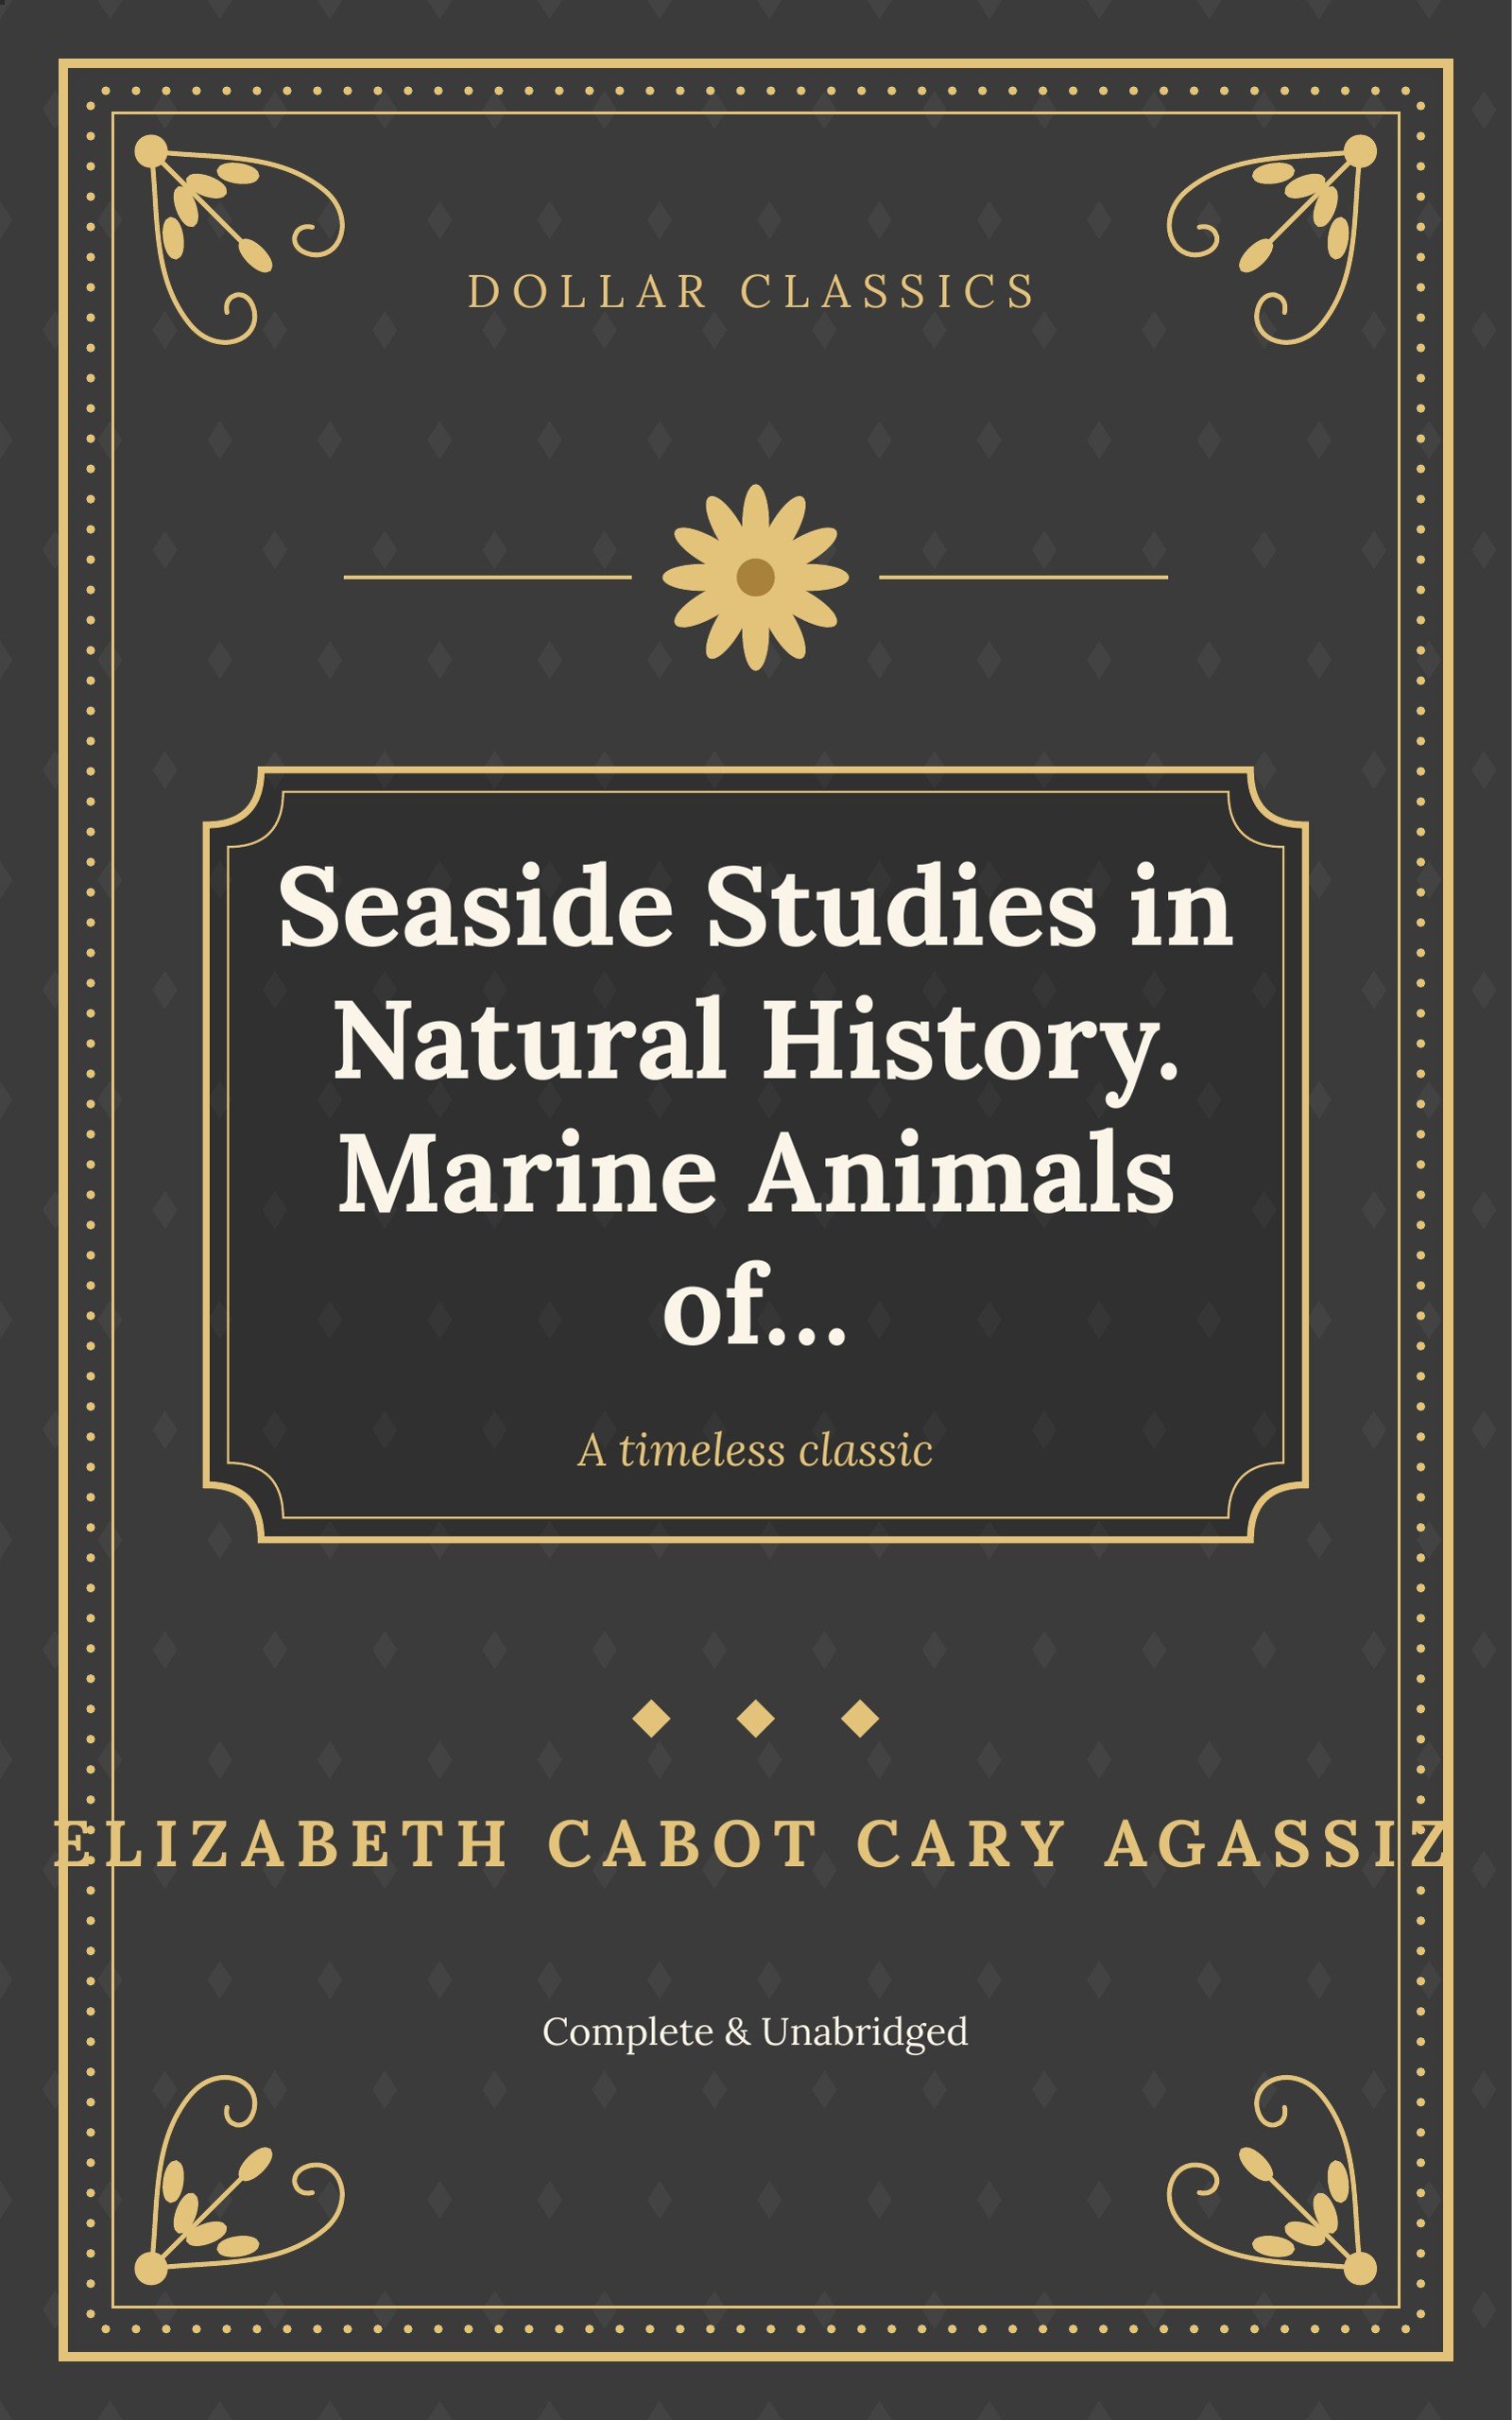 DOLLAR CLASSICS
Seaside Studies in
Natural History.
Marine Animals
of...
A timeless classic
ELIZABETH CABOT CARY AGASSIZ
Complete & Unabridged